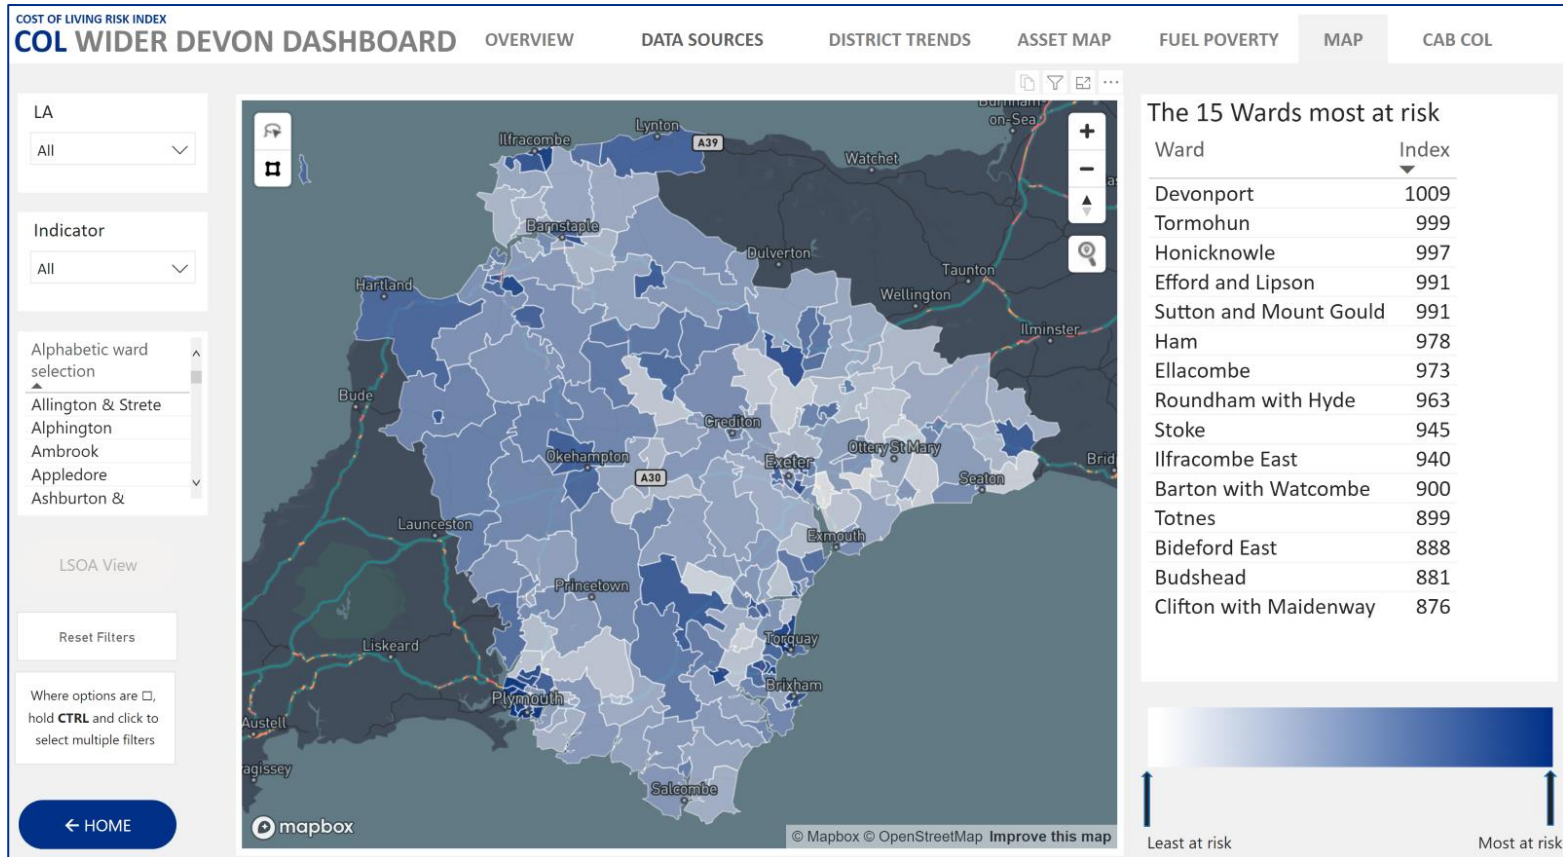 COST OF LIVING RISK INDEX
COL WIDER DEVON DASHBOARD
OVERVIEW
DATA SOURCES
DISTRICT TRENDS
ASSET MAP
FUEL POVERTY
MAP
CAB COL
LA
All
Indicator
All
Alphabetic ward
selection
Allington & Strete
Alphington
Ambrook
Appledore
Ashburton &
LSOA View
Reset Filters
Where options are □,
hold CTRL and click to
select multiple filters
← HOME
on-Sea
Lynton
Ilfracombe
A39
Watchet
Barnstaple
Dulverton
Taunton
Hartland
Wellington
Ilminster
Bude
Crediton
Ottery St Mary
Okehampton
Exeter
Brid
A30
Seaton
Launceston
Exmouth
Princetown
Torquay
Liskeard
Brixham
Plymouth
Austell
agissey
Salcombe
mapbox
© Mapbox © OpenStreetMap Improve this map
The 15 Wards most at risk
Ward Index
Devonport 1009
Tormohun 999
Honicknowle 997
Efford and Lipson 991
Sutton and Mount Gould 991
Ham 978
Ellacombe 973
Roundham with Hyde 963
Stoke 945
Ilfracombe East 940
Barton with Watcombe 900
Totnes 899
Bideford East 888
Budshead 881
Clifton with Maidenway 876
Least at risk
Most at risk